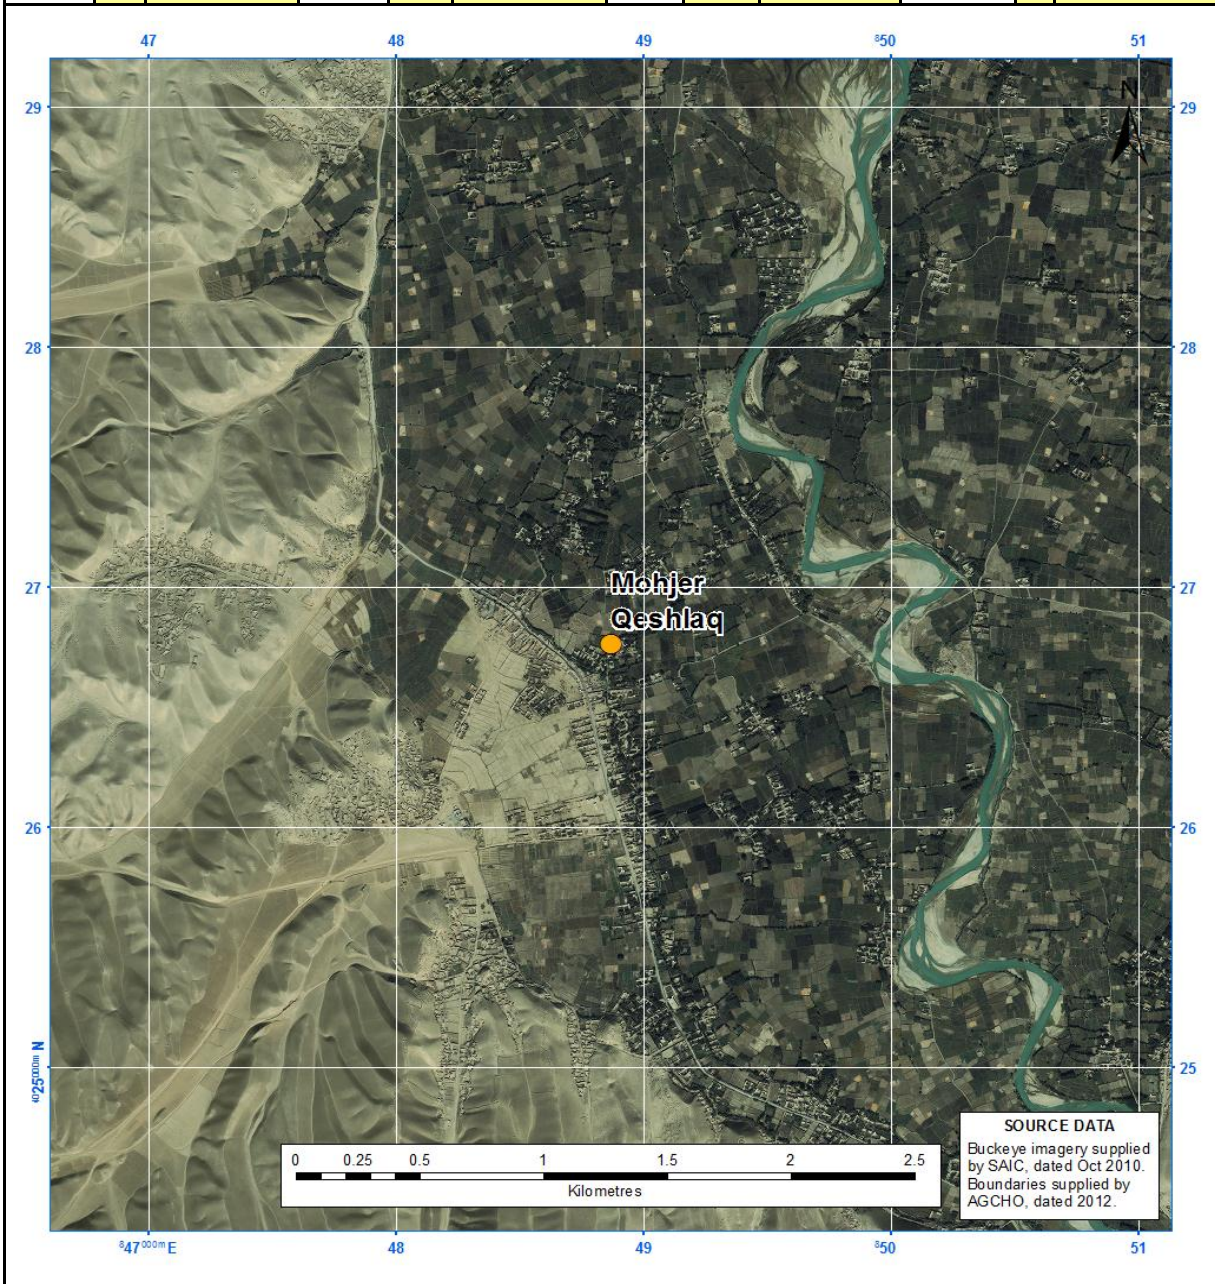 47 48 49 ⁸50 51
N
29 29
28 28
27 27
Mohjer
Qeshlaq
26 26
⁴⁰25⁰⁰⁰ᵐ N 25
SOURCE DATA
Buckeye imagery supplied
by SAIC, dated Oct 2010.
Boundaries supplied by
AGCHO, dated 2012.
0 0.25 0.5 1 1.5 2 2.5
Kilometres
⁸47⁰⁰⁰ᵐ E 48 49 ⁸50 51